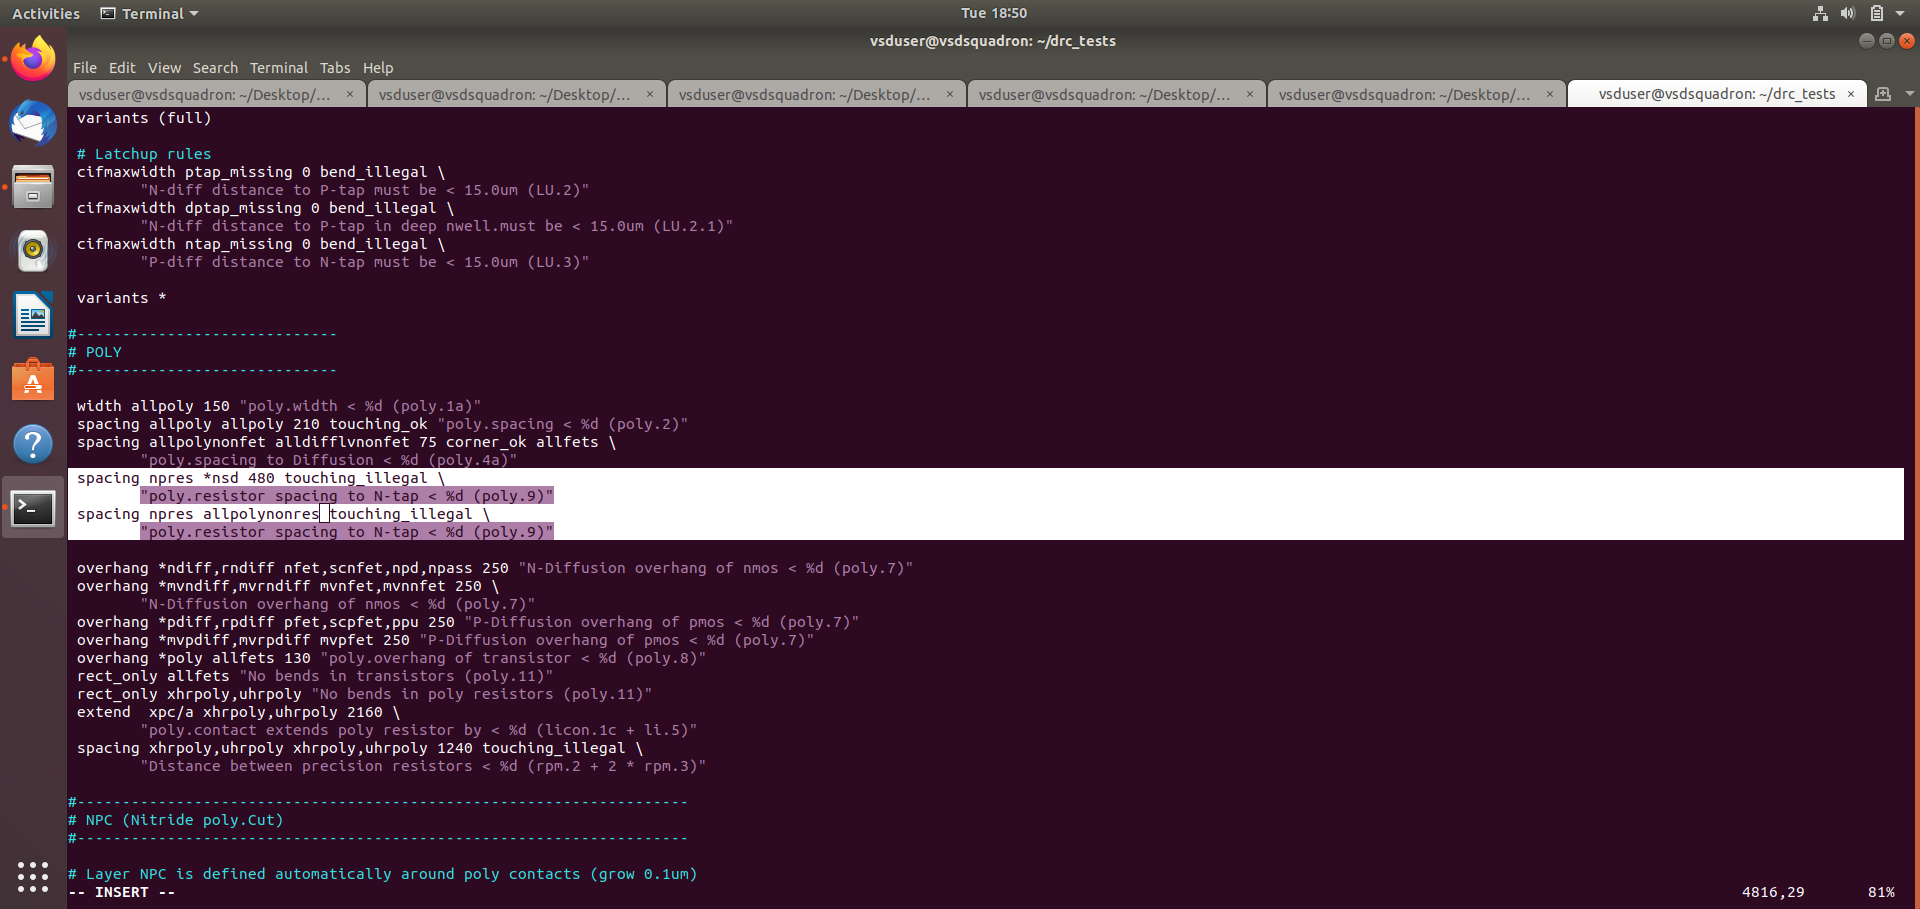 Activities Terminal Tue 18:50
vsduser@vsdsquadron: ~/drc_tests
File Edit View Search Terminal Tabs Help
vsduser@vsdsquadron: ~/Desktop/... × vsduser@vsdsquadron: ~/Desktop/... × vsduser@vsdsquadron: ~/Desktop/... × vsduser@vsdsquadron: ~/Desktop/... × vsduser@vsdsquadron: ~/Desktop/... × vsduser@vsdsquadron: ~/drc_tests ×
variants (full)
# Latchup rules
cifmaxwidth ptap_missing 0 bend_illegal \
"N-diff distance to P-tap must be < 15.0um (LU.2)"
cifmaxwidth dptap_missing 0 bend_illegal \
"N-diff distance to P-tap in deep nwell.must be < 15.0um (LU.2.1)"
cifmaxwidth ntap_missing 0 bend_illegal \
"P-diff distance to N-tap must be < 15.0um (LU.3)"
variants *
#-----------------------------
# POLY
#-----------------------------
width allpoly 150 "poly.width < %d (poly.1a)"
spacing allpoly allpoly 210 touching_ok "poly.spacing < %d (poly.2)"
spacing allpolynonfet alldifflvnonfet 75 corner_ok allfets \
"poly.spacing to Diffusion < %d (poly.4a)"
spacing npres *nsd 480 touching_illegal \
"poly.resistor spacing to N-tap < %d (poly.9)"
spacing npres allpolynonres touching_illegal \
"poly.resistor spacing to N-tap < %d (poly.9)"
overhang *ndiff,rndiff nfet,scnfet,npd,npass 250 "N-Diffusion overhang of nmos < %d (poly.7)"
overhang *mvndiff,mvrndiff mvnfet,mvnnfet 250 \
"N-Diffusion overhang of nmos < %d (poly.7)"
overhang *pdiff,rpdiff pfet,scpfet,ppu 250 "P-Diffusion overhang of pmos < %d (poly.7)"
overhang *mvpdiff,mvrpdiff mvpfet 250 "P-Diffusion overhang of pmos < %d (poly.7)"
overhang *poly allfets 130 "poly.overhang of transistor < %d (poly.8)"
rect_only allfets "No bends in transistors (poly.11)"
rect_only xhrpoly,uhrpoly "No bends in poly resistors (poly.11)"
extend  xpc/a xhrpoly,uhrpoly 2160 \
"poly.contact extends poly resistor by < %d (licon.1c + li.5)"
spacing xhrpoly,uhrpoly xhrpoly,uhrpoly 1240 touching_illegal \
"Distance between precision resistors < %d (rpm.2 + 2 * rpm.3)"
#--------------------------------------------------------------------
# NPC (Nitride poly.Cut)
#--------------------------------------------------------------------
# Layer NPC is defined automatically around poly contacts (grow 0.1um)
-- INSERT -- 4816,29 81%